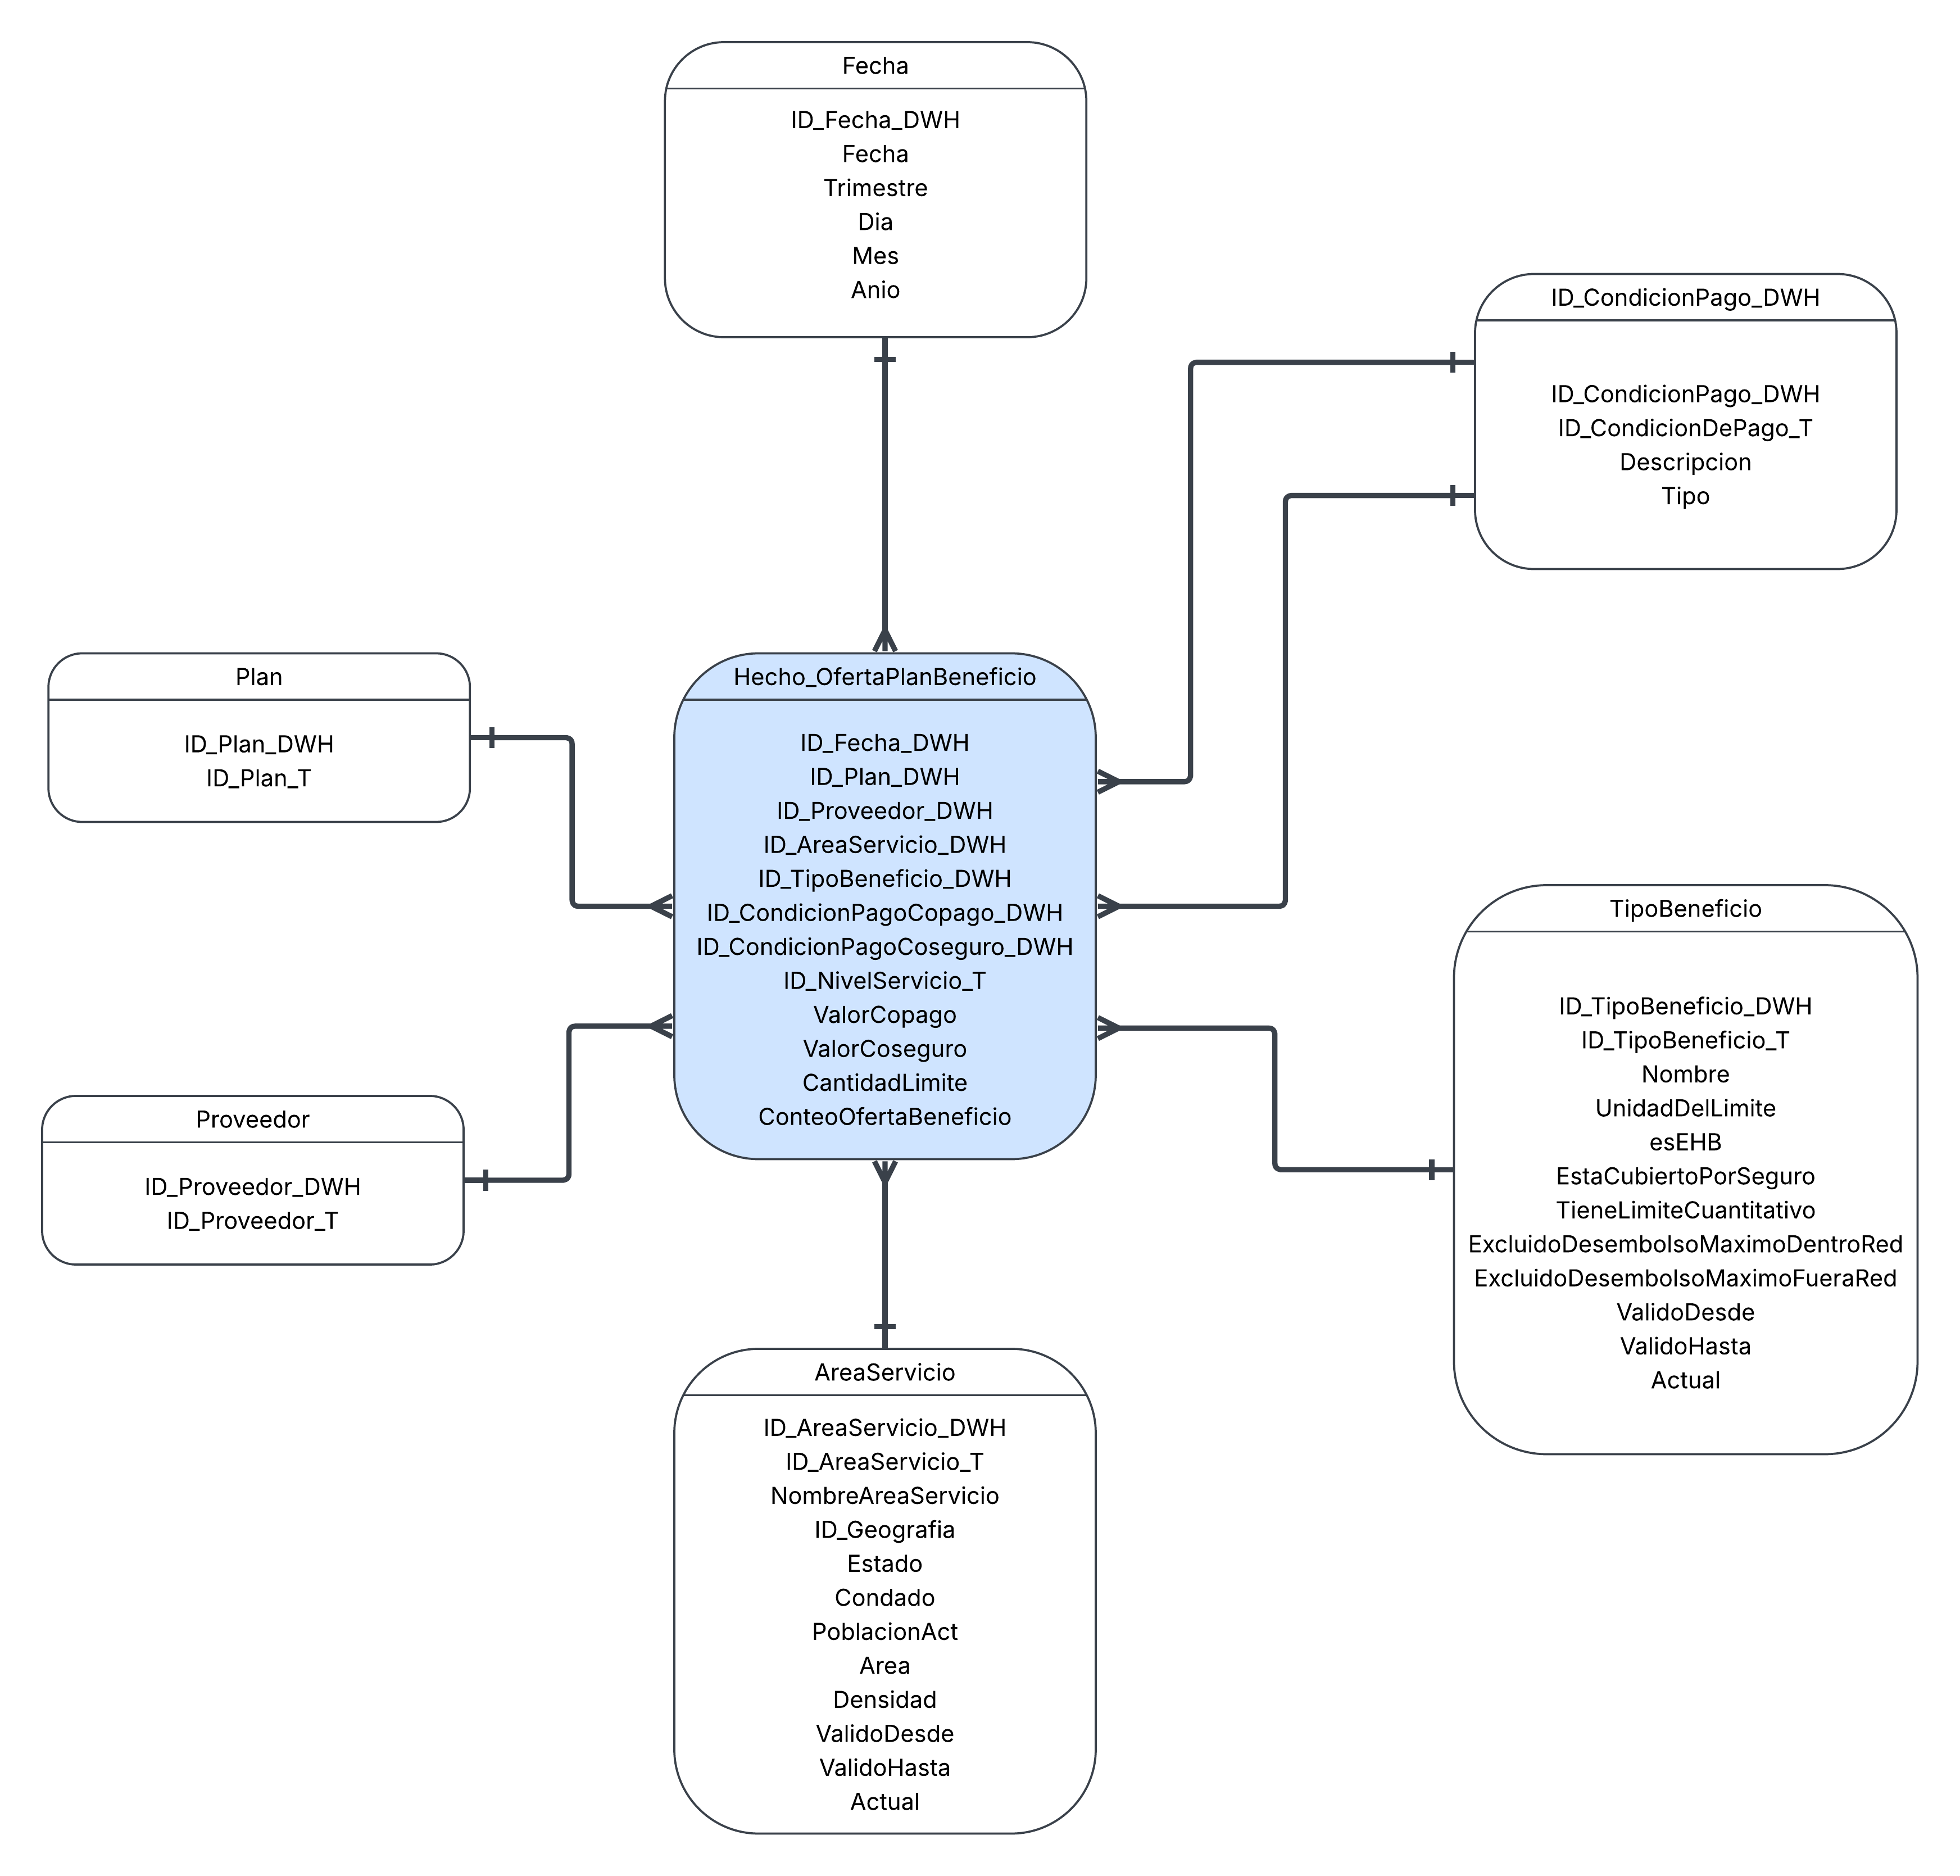 Fecha
ID_Fecha_DWH
Fecha
Trimestre
Dia
Mes
Anio
ID_CondicionPago_DWH
ID_CondicionPago_DWH
ID_CondicionDePago_T
Descripcion
Tipo
Plan
ID_Plan_DWH
ID_Plan_T
Hecho_OfertaPlanBeneficio
ID_Fecha_DWH
ID_Plan_DWH
ID_Proveedor_DWH
ID_AreaServicio_DWH
ID_TipoBeneficio_DWH
ID_CondicionPagoCopago_DWH
ID_CondicionPagoCoseguro_DWH
ID_NivelServicio_T
ValorCopago
ValorCoseguro
CantidadLimite
ConteoOfertaBeneficio
TipoBeneficio
ID_TipoBeneficio_DWH
ID_TipoBeneficio_T
Nombre
UnidadDelLimite
esEHB
EstaCubiertoPorSeguro
TieneLimiteCuantitativo
ExcluidoDesembolsoMaximoDentroRed
ExcluidoDesembolsoMaximoFueraRed
ValidoDesde
ValidoHasta
Actual
Proveedor
ID_Proveedor_DWH
ID_Proveedor_T
AreaServicio
ID_AreaServicio_DWH
ID_AreaServicio_T
NombreAreaServicio
ID_Geografia
Estado
Condado
PoblacionAct
Area
Densidad
ValidoDesde
ValidoHasta
Actual